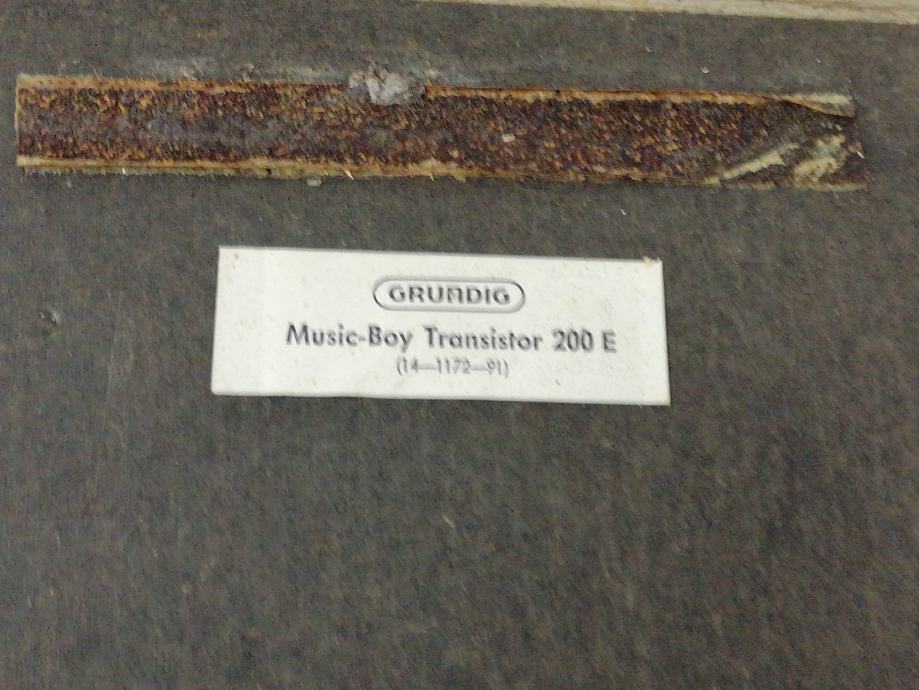 GRUNDIG
Music-Boy Transistor 200 E
(14—1172—91)